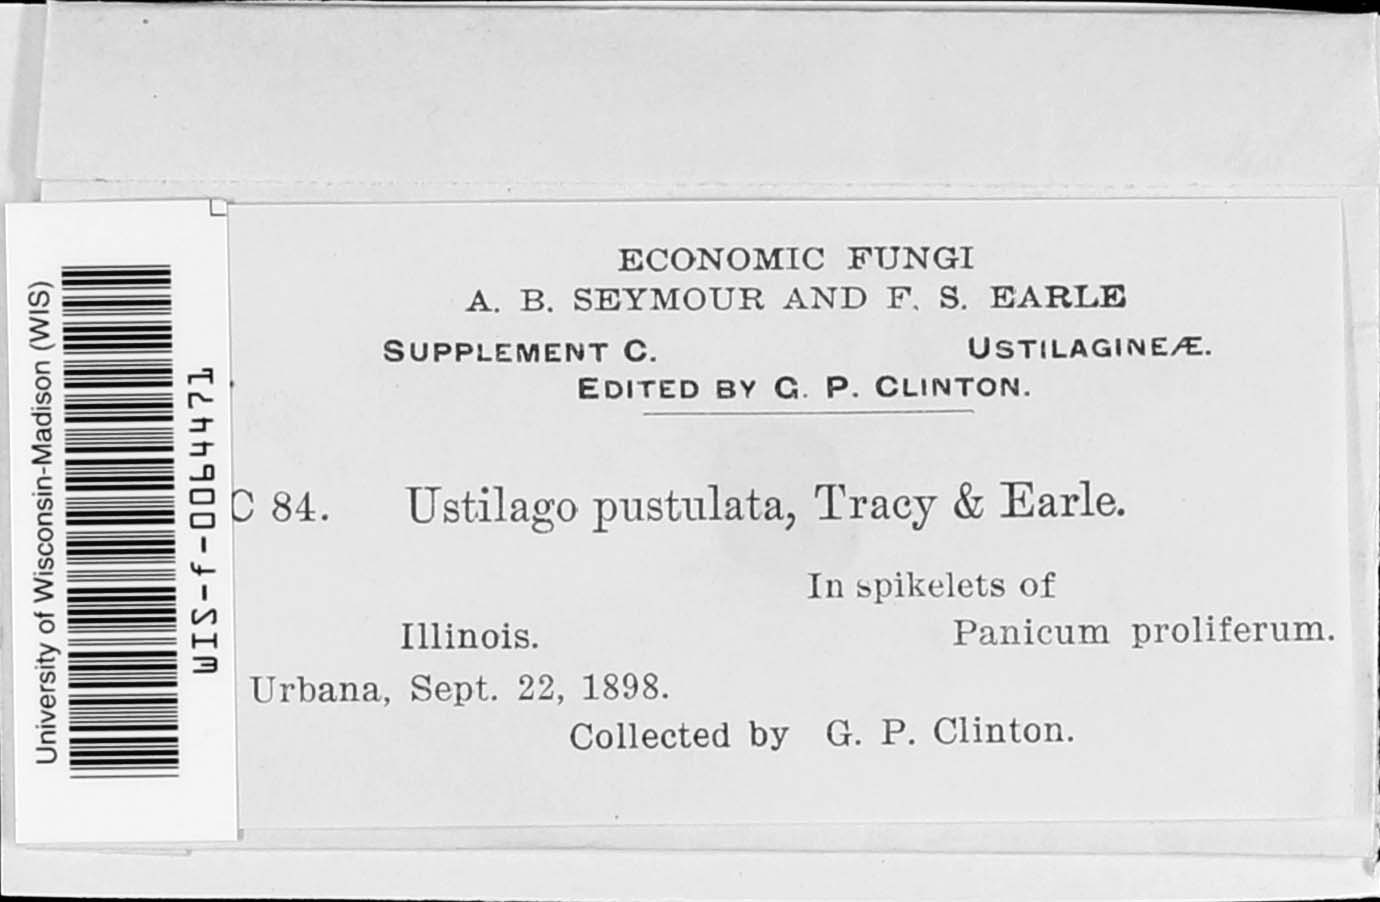 ECONOMIC FUNGI
A. B. SEYMOUR AND F. S. EARLE
SUPPLEMENT C. USTILAGINEÆ.
EDITED BY G. P. CLINTON.
C 84. Ustilago pustulata, Tracy & Earle.
In spikelets of
Illinois. Panicum proliferum.
Urbana, Sept. 22, 1898.
Collected by G. P. Clinton.
University of Wisconsin-Madison (WIS)
WIS-f-0064471